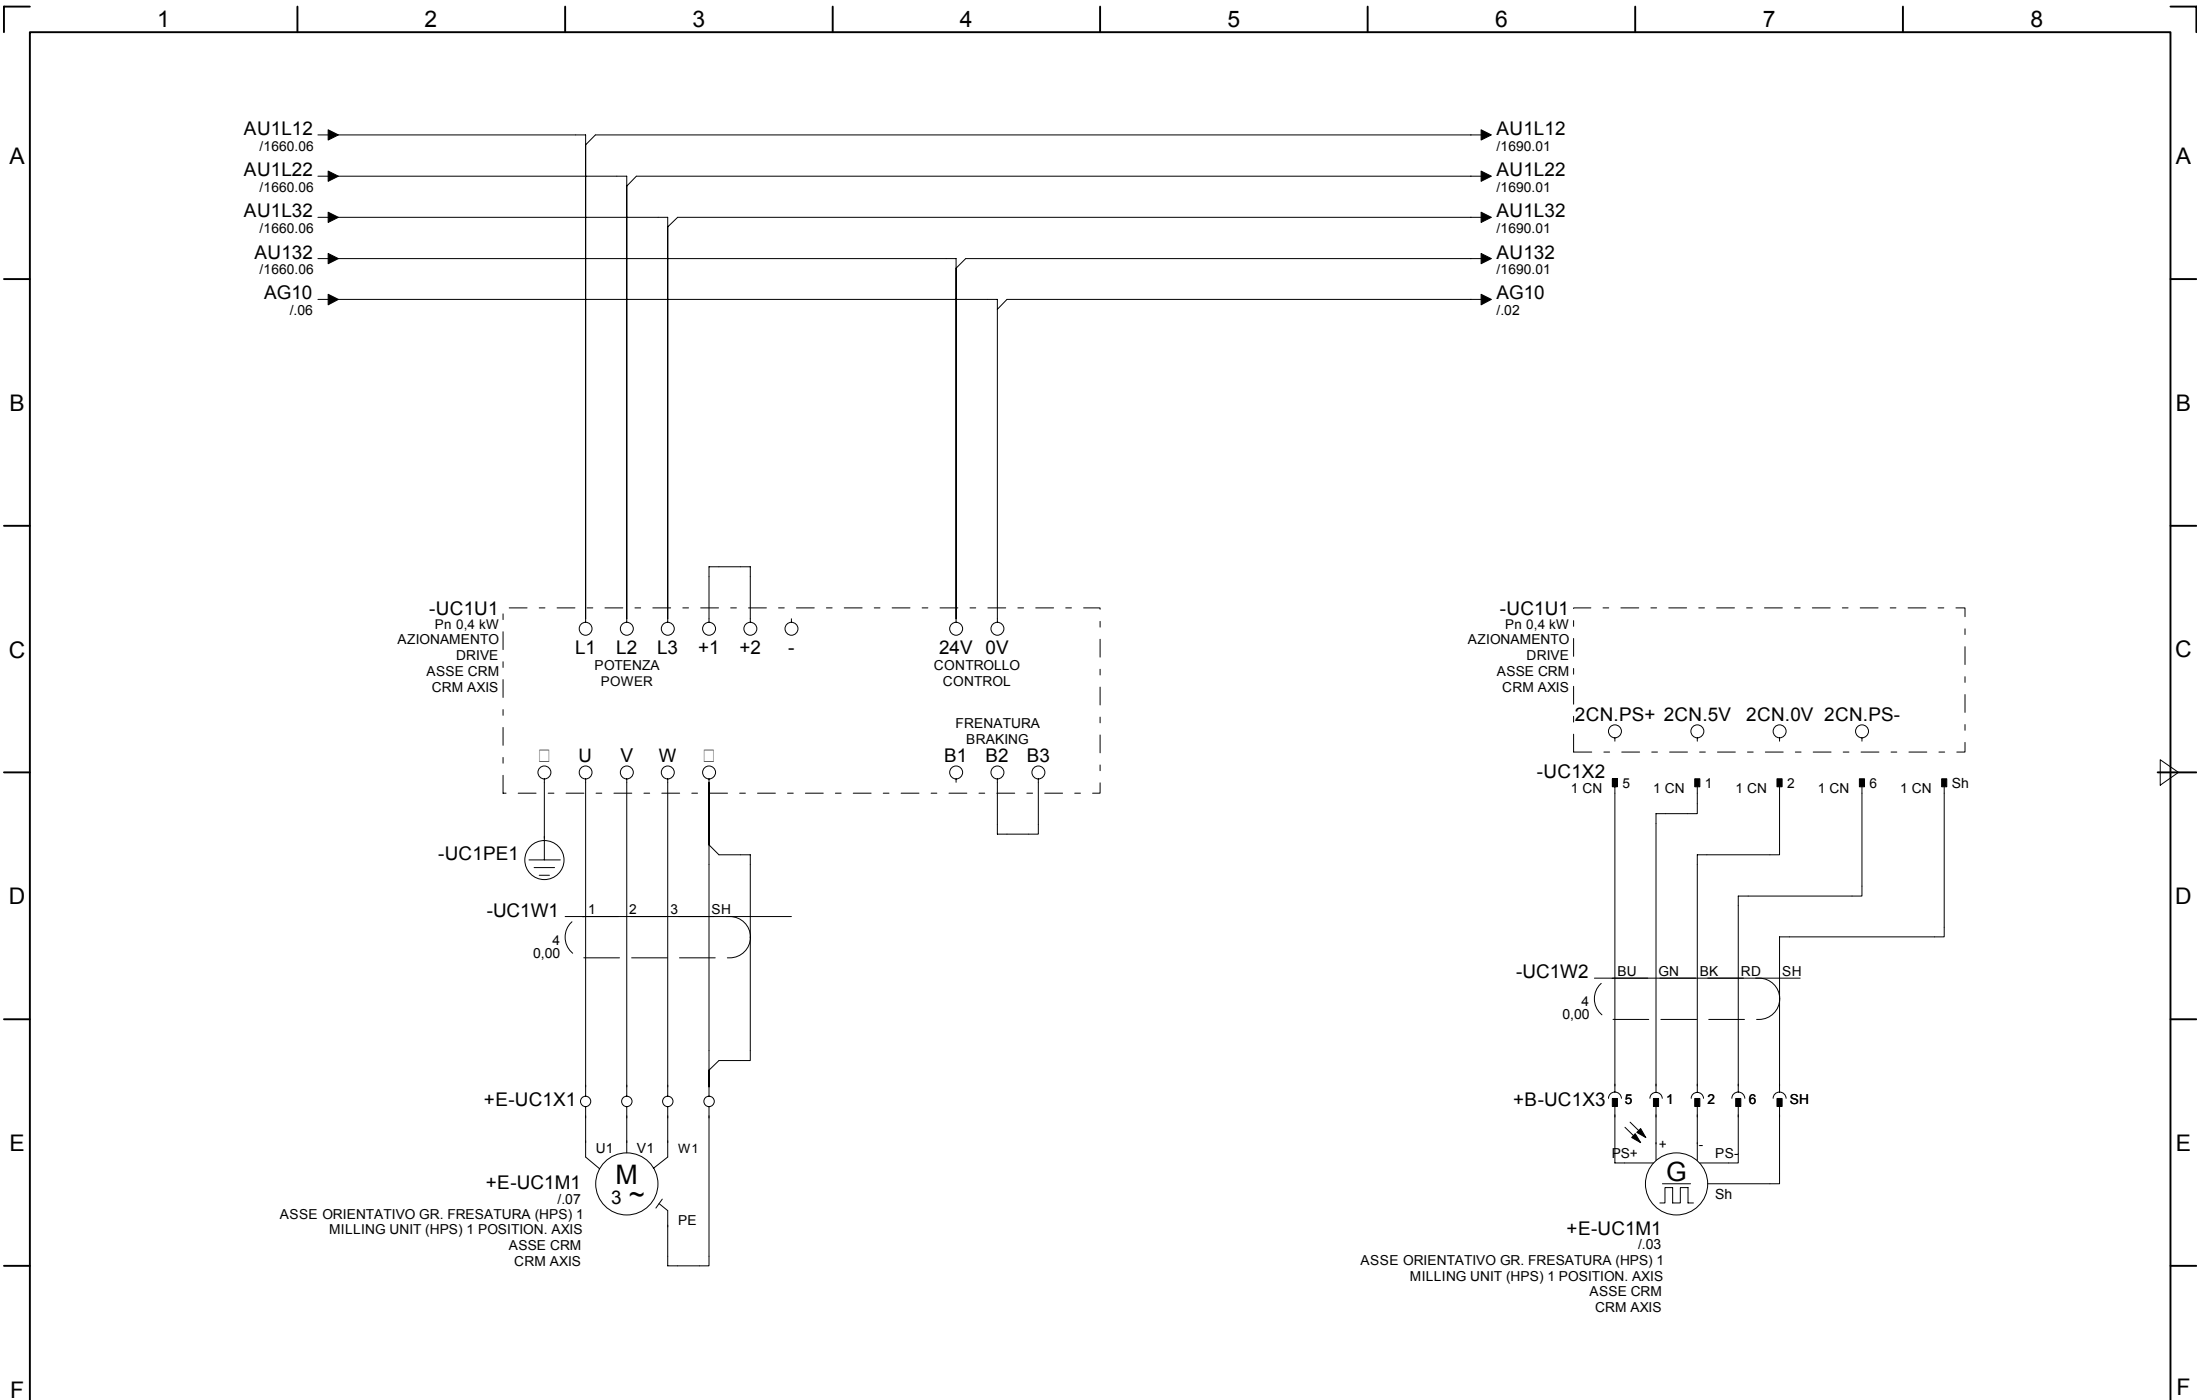 1 2 3 4 5 6 7 8
A A
AU1L12 AU1L12
/1660.06 /1690.01
AU1L22 AU1L22
/1660.06 /1690.01
AU1L32 AU1L32
/1660.06 /1690.01
AU132 AU132
/1660.06 /1690.01
AG10 AG10
/.06 /.02
B B
C C
-UC1U1
Pn 0,4 kW
AZIONAMENTO
DRIVE
ASSE CRM
CRM AXIS
L1 L2 L3 +1 +2 -
POTENZA
POWER
24V 0V
CONTROLLO
CONTROL
FRENATURA
BRAKING
B1 B2 B3
□ U V W □
-UC1U1
Pn 0,4 kW
AZIONAMENTO
DRIVE
ASSE CRM
CRM AXIS
2CN.PS+ 2CN.5V 2CN.0V 2CN.PS-
-UC1X2
1 CN 5 1 CN 1 1 CN 2 1 CN 6 1 CN Sh
D D
-UC1PE1
-UC1W1 1 2 3 SH
4
0,00
-UC1W2 BU GN BK RD SH
4
0,00
E E
+E-UC1X1
U1 V1 W1
M
3 ~
PE
+E-UC1M1
/.07
ASSE ORIENTATIVO GR. FRESATURA (HPS) 1
MILLING UNIT (HPS) 1 POSITION. AXIS
ASSE CRM
CRM AXIS
+B-UC1X3 5 1 2 6 SH
PS+ + - PS-
G
Sh
+E-UC1M1
/.03
ASSE ORIENTATIVO GR. FRESATURA (HPS) 1
MILLING UNIT (HPS) 1 POSITION. AXIS
ASSE CRM
CRM AXIS
F F